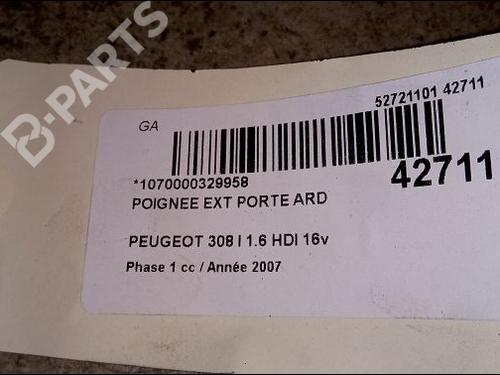 B-PARTS
52721101 42711
GA
42711
*1070000329958
POIGNEE EXT PORTE ARD
PEUGEOT 308 I 1.6 HDI 16v
Phase 1 cc / Année 2007